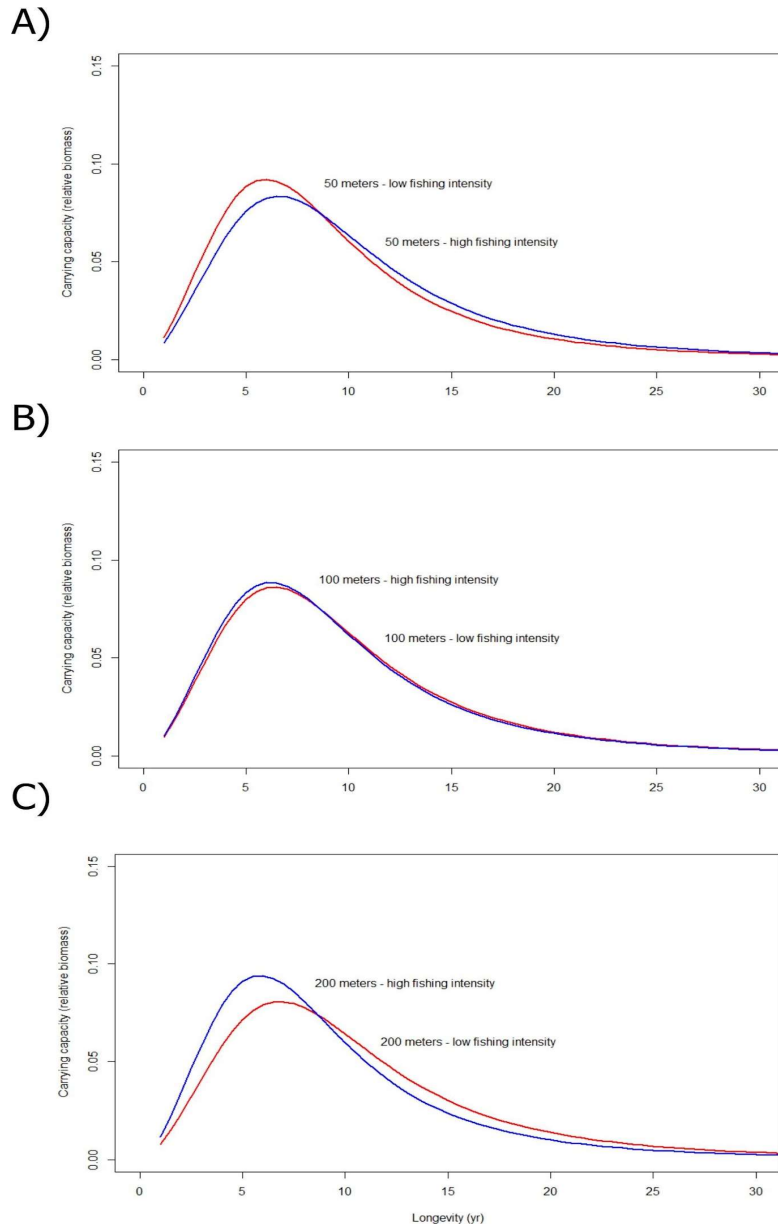 A)
Carrying capacity (relative biomass)
0.15
0.10
0.05
0.00
50 meters - low fishing intensity
50 meters - high fishing intensity
0 5 10 15 20 25 30
B)
Carrying capacity (relative biomass)
0.15
0.10
0.05
0.00
100 meters - high fishing intensity
100 meters - low fishing intensity
0 5 10 15 20 25 30
C)
Carrying capacity (relative biomass)
0.15
0.10
0.05
0.00
200 meters - high fishing intensity
200 meters - low fishing intensity
0 5 10 15 20 25 30
Longevity (yr)